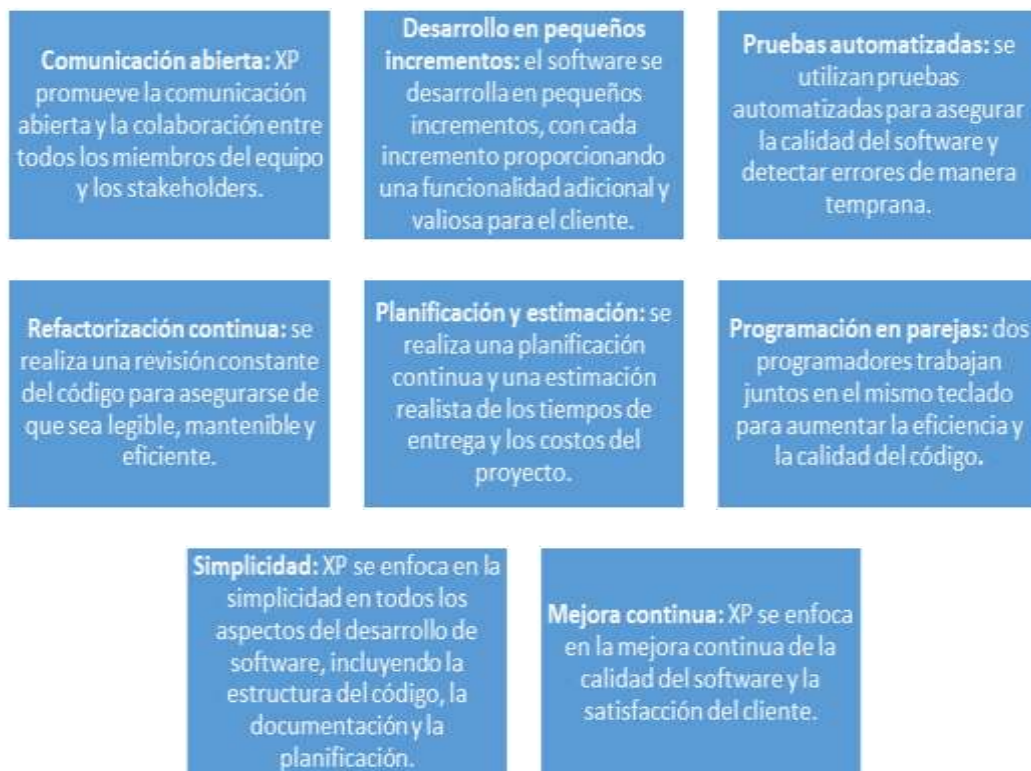 Comunicación abierta: XP
promueve la comunicación
abierta y la colaboración entre
todos los miembros del equipo
y los stakeholders.
Desarrollo en pequeños
incrementos: el software se
desarrolla en pequeños
incrementos, con cada
incremento proporcionando
una funcionalidad adicional y
valiosa para el cliente.
Pruebas automatizadas: se
utilizan pruebas
automatizadas para asegurar
la calidad del software y
detectar errores de manera
temprana.
Refactorización continua: se
realiza una revisión constante
del código para asegurarse de
que sea legible, mantenible y
eficiente.
Planificación y estimación: se
realiza una planificación
continua y una estimación
realista de los tiempos de
entrega y los costos del
proyecto.
Programación en parejas: dos
programadores trabajan
juntos en el mismo teclado
para aumentar la eficiencia y
la calidad del código.
Simplicidad: XP se enfoca en la
simplicidad en todos los
aspectos del desarrollo de
software, incluyendo la
estructura del código, la
documentación y la
planificación.
Mejora continua: XP se enfoca
en la mejora continua de la
calidad del software y la
satisfacción del cliente.